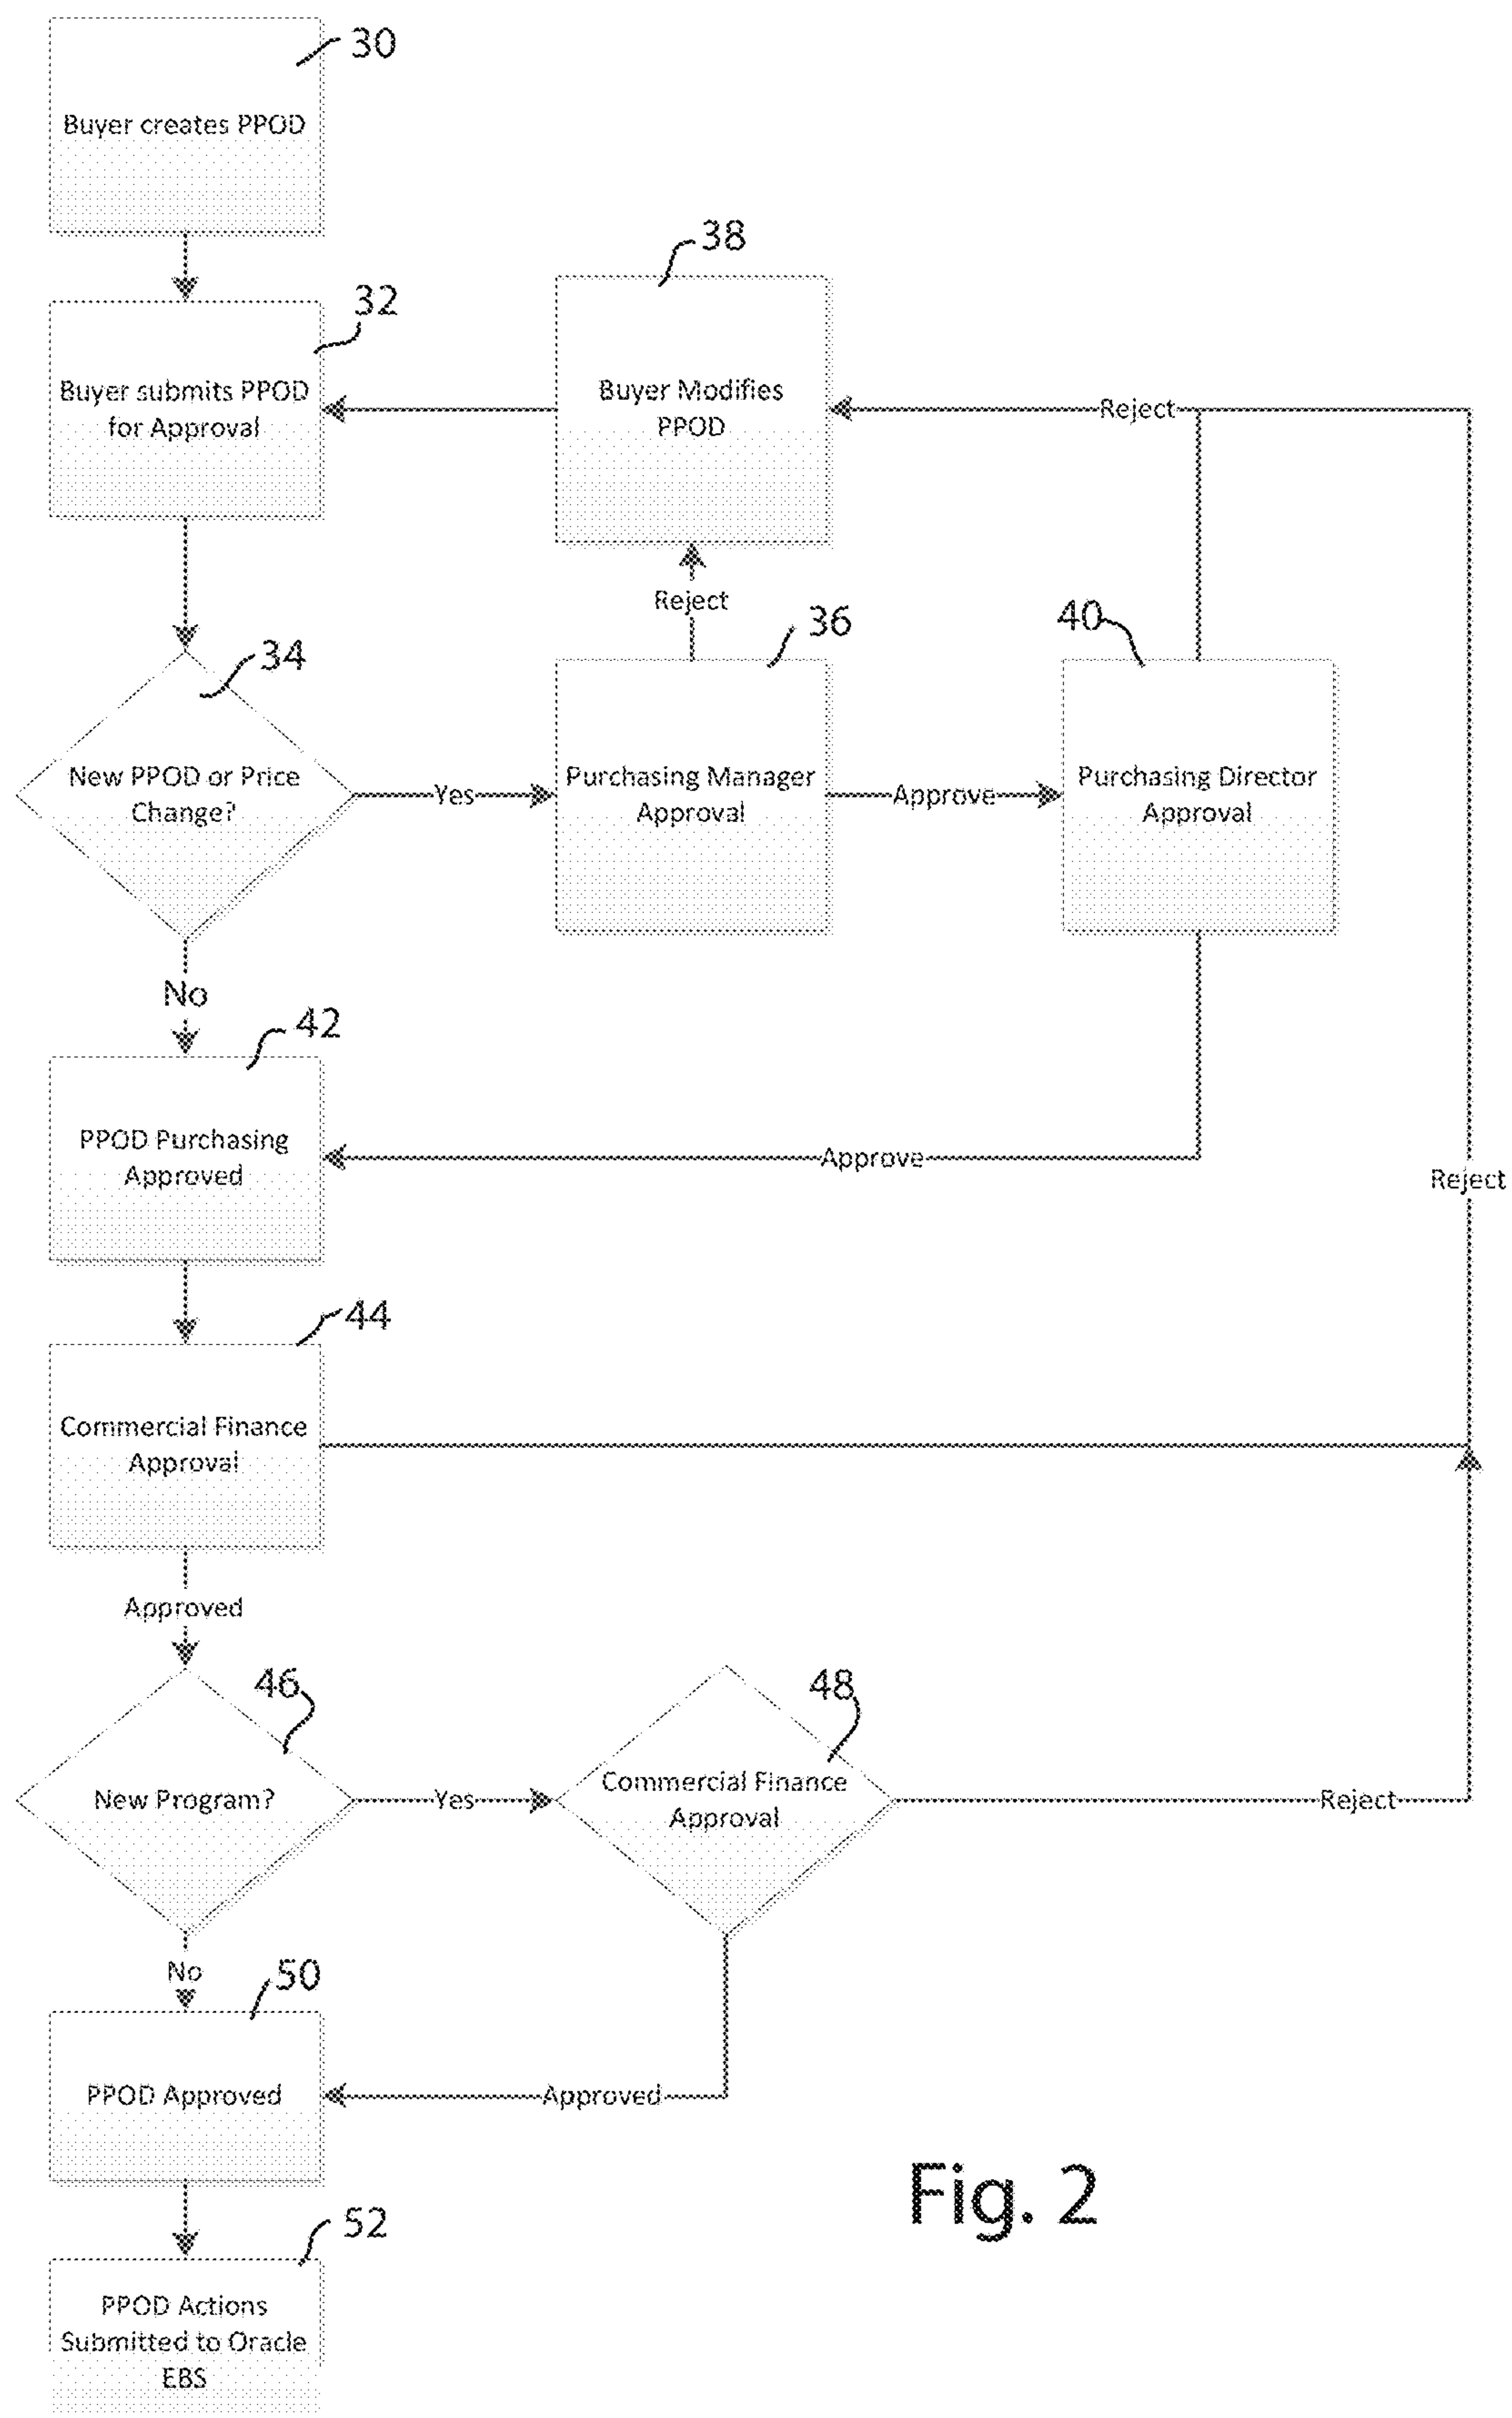 30
Buyer creates PPOD
38
32
Buyer submits PPOD
for Approval
Buyer Modifies
PPOD
Reject
Reject
36
40
34
New PPOD or Price
Change?
Yes
Purchasing Manager
Approval
Approve
Purchasing Director
Approval
No
42
PPOD Purchasing
Approved
Approve
Reject
44
Commercial Finance
Approval
Approved
46
48
New Program?
Yes
Commercial Finance
Approval
Reject
No
50
PPOD Approved
Approved
Fig. 2
52
PPOD Actions
Submitted to Oracle
EBS